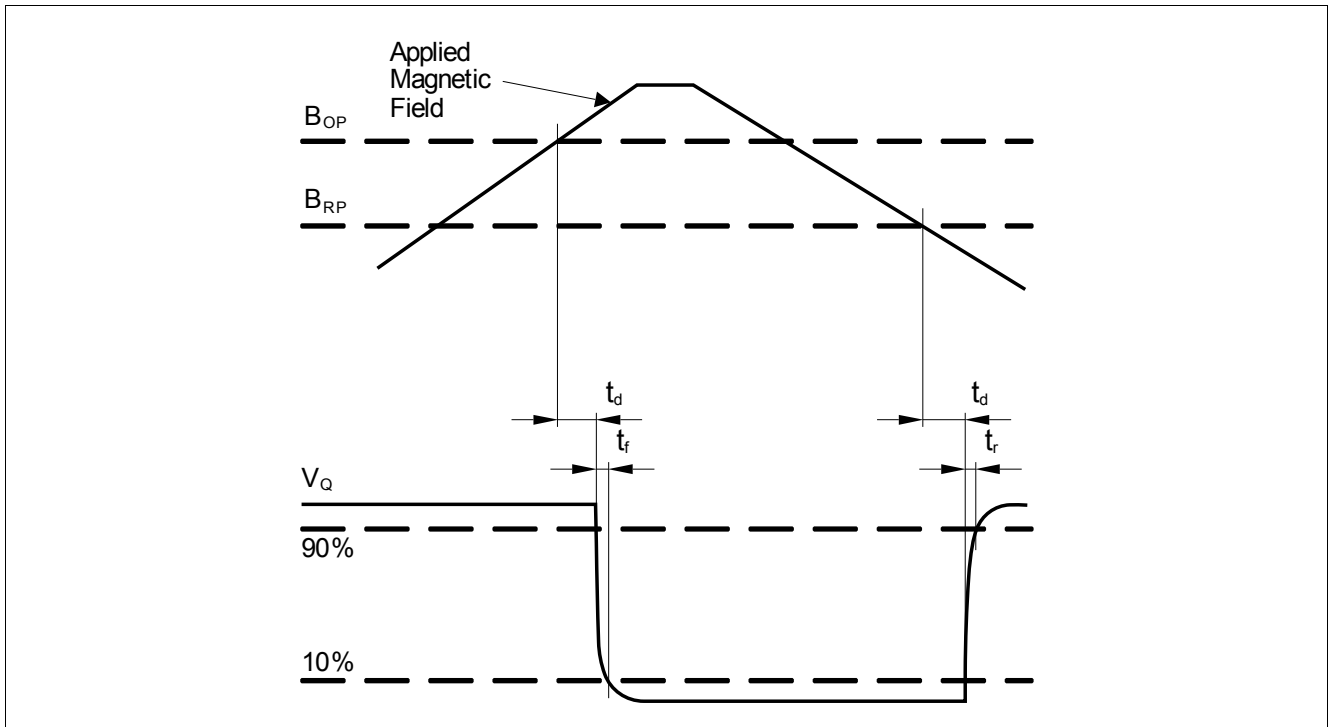 Applied
Magnetic
Field
B_OP
B_RP
t_d
t_d
t_f
t_r
V_Q
90%
10%